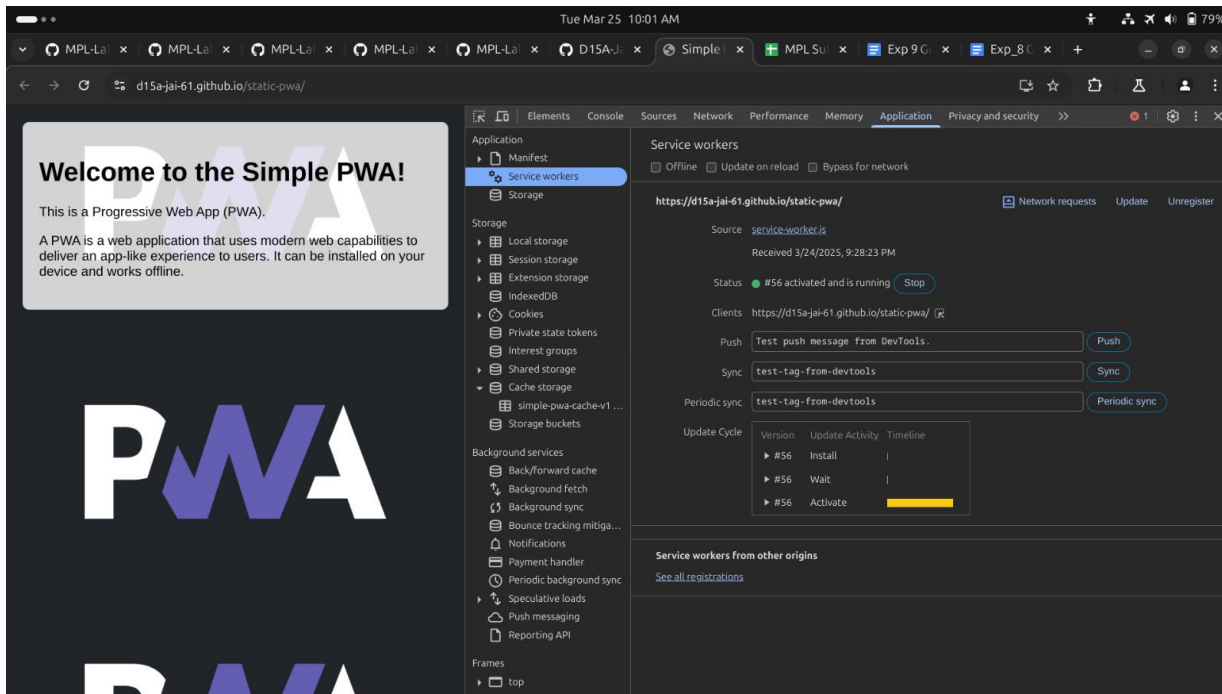 Tue Mar 25 10:01 AM
79%
MPL-La MPL-La MPL-La MPL-La MPL-La D15A-Ja Simple MPL Su Exp 9 G Exp_8 G
d15a-jai-61.github.io/static-pwa/
Elements Console Sources Network Performance Memory Application Privacy and security 1
PWA
Welcome to the Simple PWA!
This is a Progressive Web App (PWA).
A PWA is a web application that uses modern web capabilities to
deliver an app-like experience to users. It can be installed on your
device and works offline.
PWA
Application
Manifest
Service workers
Storage
Storage
Local storage
Session storage
Extension storage
IndexedDB
Cookies
Private state tokens
Interest groups
Shared storage
Cache storage
simple-pwa-cache-v1 ...
Storage buckets
Background services
Back/forward cache
Background fetch
Background sync
Bounce tracking mitiga...
Notifications
Payment handler
Periodic background sync
Speculative loads
Push messaging
Reporting API
Frames
top
Service workers
Offline Update on reload Bypass for network
https://d15a-jai-61.github.io/static-pwa/ Network requests Update Unregister
Source service-worker.js
Received 3/24/2025, 9:28:23 PM
Status #56 activated and is running Stop
Clients https://d15a-jai-61.github.io/static-pwa/
Push Test push message from DevTools. Push
Sync test-tag-from-devtools Sync
Periodic sync test-tag-from-devtools Periodic sync
Update Cycle Version Update Activity Timeline
#56 Install
#56 Wait
#56 Activate
Service workers from other origins
See all registrations